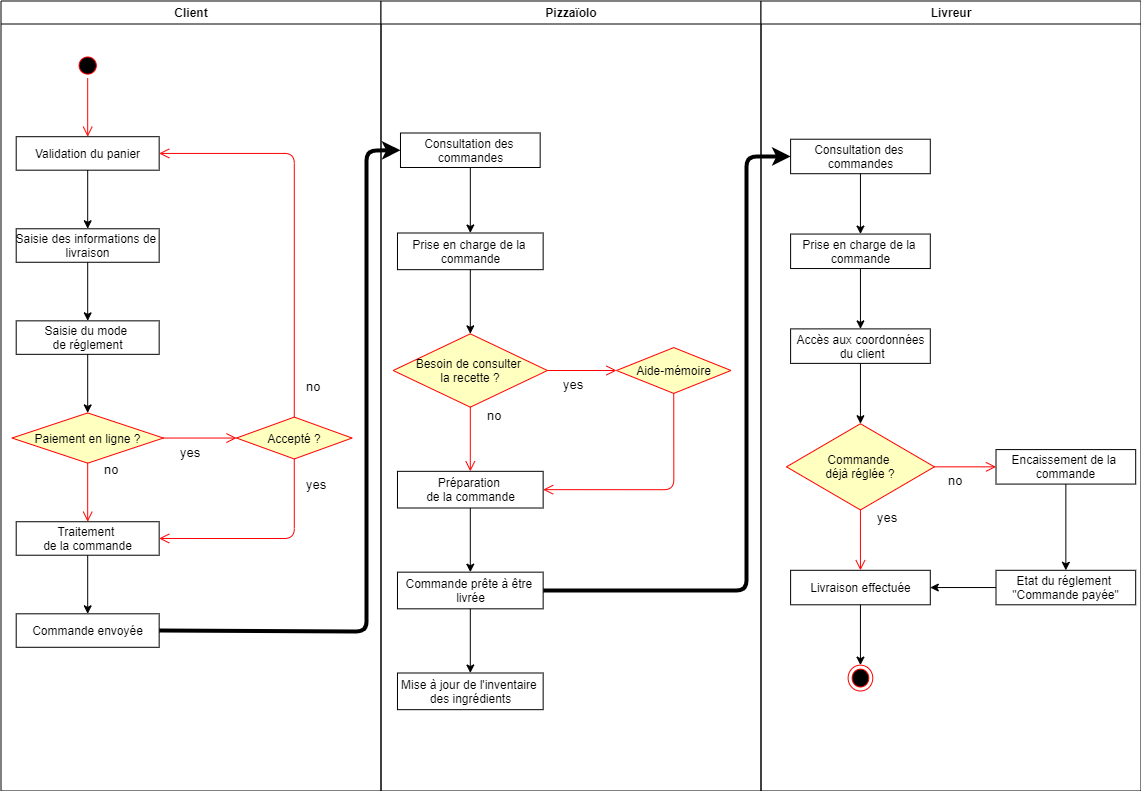 Client
Validation du panier
Saisie des informations de
livraison
Saisie du mode
de réglement
no
Paiement en ligne ?
Accepté ?
yes
no
yes
Traitement
de la commande
Commande envoyée
Pizzaïolo
Consultation des
commandes
Prise en charge de la
commande
Besoin de consulter
la recette ?
yes
Aide-mémoire
no
Préparation
de la commande
Commande prête à être
livrée
Mise à jour de l'inventaire
des ingrédients
Livreur
Consultation des
commandes
Prise en charge de la
commande
Accès aux coordonnées
du client
Commande
déjà réglée ?
no
Encaissement de la
commande
yes
Livraison effectuée
Etat du réglement
"Commande payée"